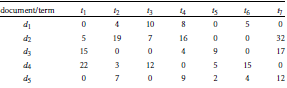 document/term t1 t2 t3 t4 t5 t6 t7
d1 0 4 10 8 0 5 0
d2 5 19 7 16 0 0 32
d3 15 0 0 4 9 0 17
d4 22 3 12 0 5 15 0
d5 0 7 0 9 2 4 12